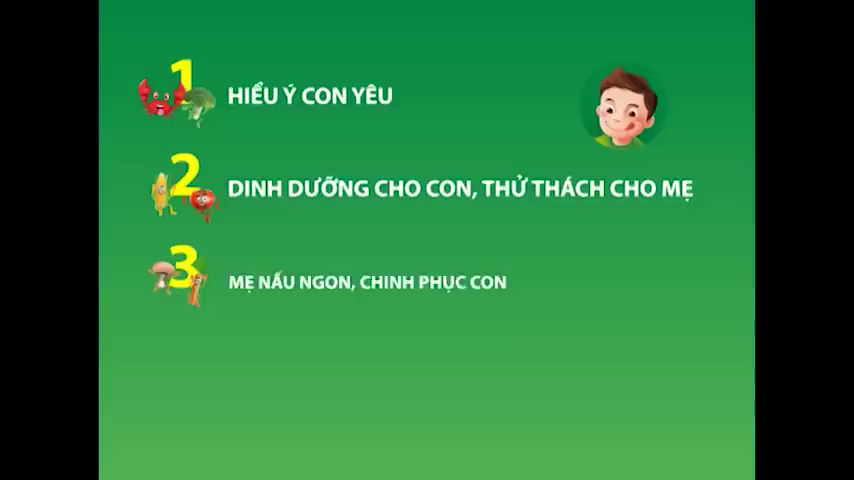 1
HIỂU Ý CON YÊU
2
DINH DƯỠNG CHO CON, THỬ THÁCH CHO MẸ
3
MẸ NẤU NGON, CHINH PHỤC CON